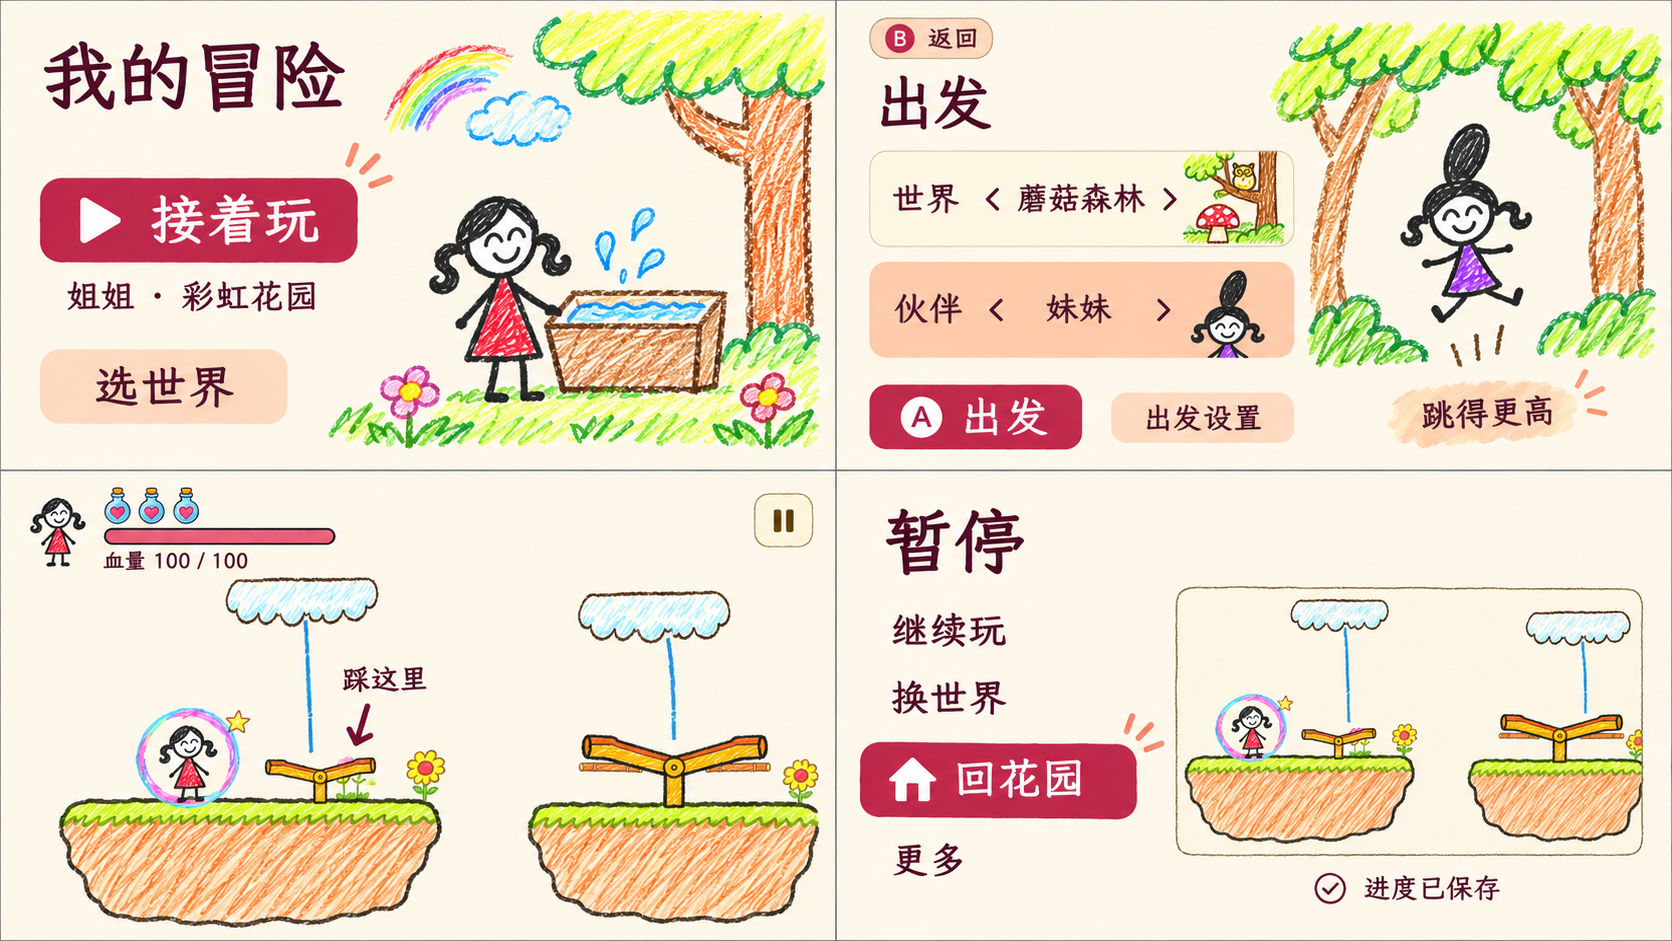 我的冒险
接着玩
姐姐 · 彩虹花园
选世界
B 返回
出发
世界 < 蘑菇森林 >
伙伴 < 妹妹 >
A 出发
出发设置
跳得更高
血量 100 / 100
踩这里
暂停
继续玩
换世界
回花园
更多
进度已保存